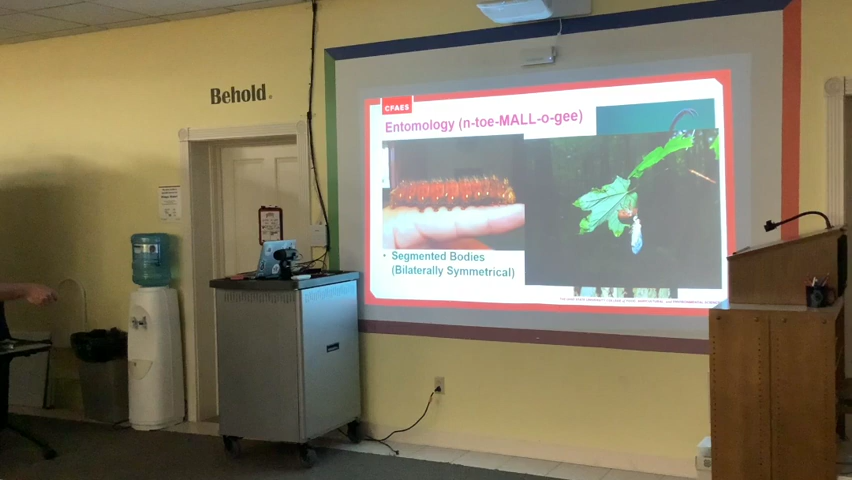 Behold.
CFAES
Entomology (n-toe-MALL-o-gee)
• Segmented Bodies
(Bilaterally Symmetrical)